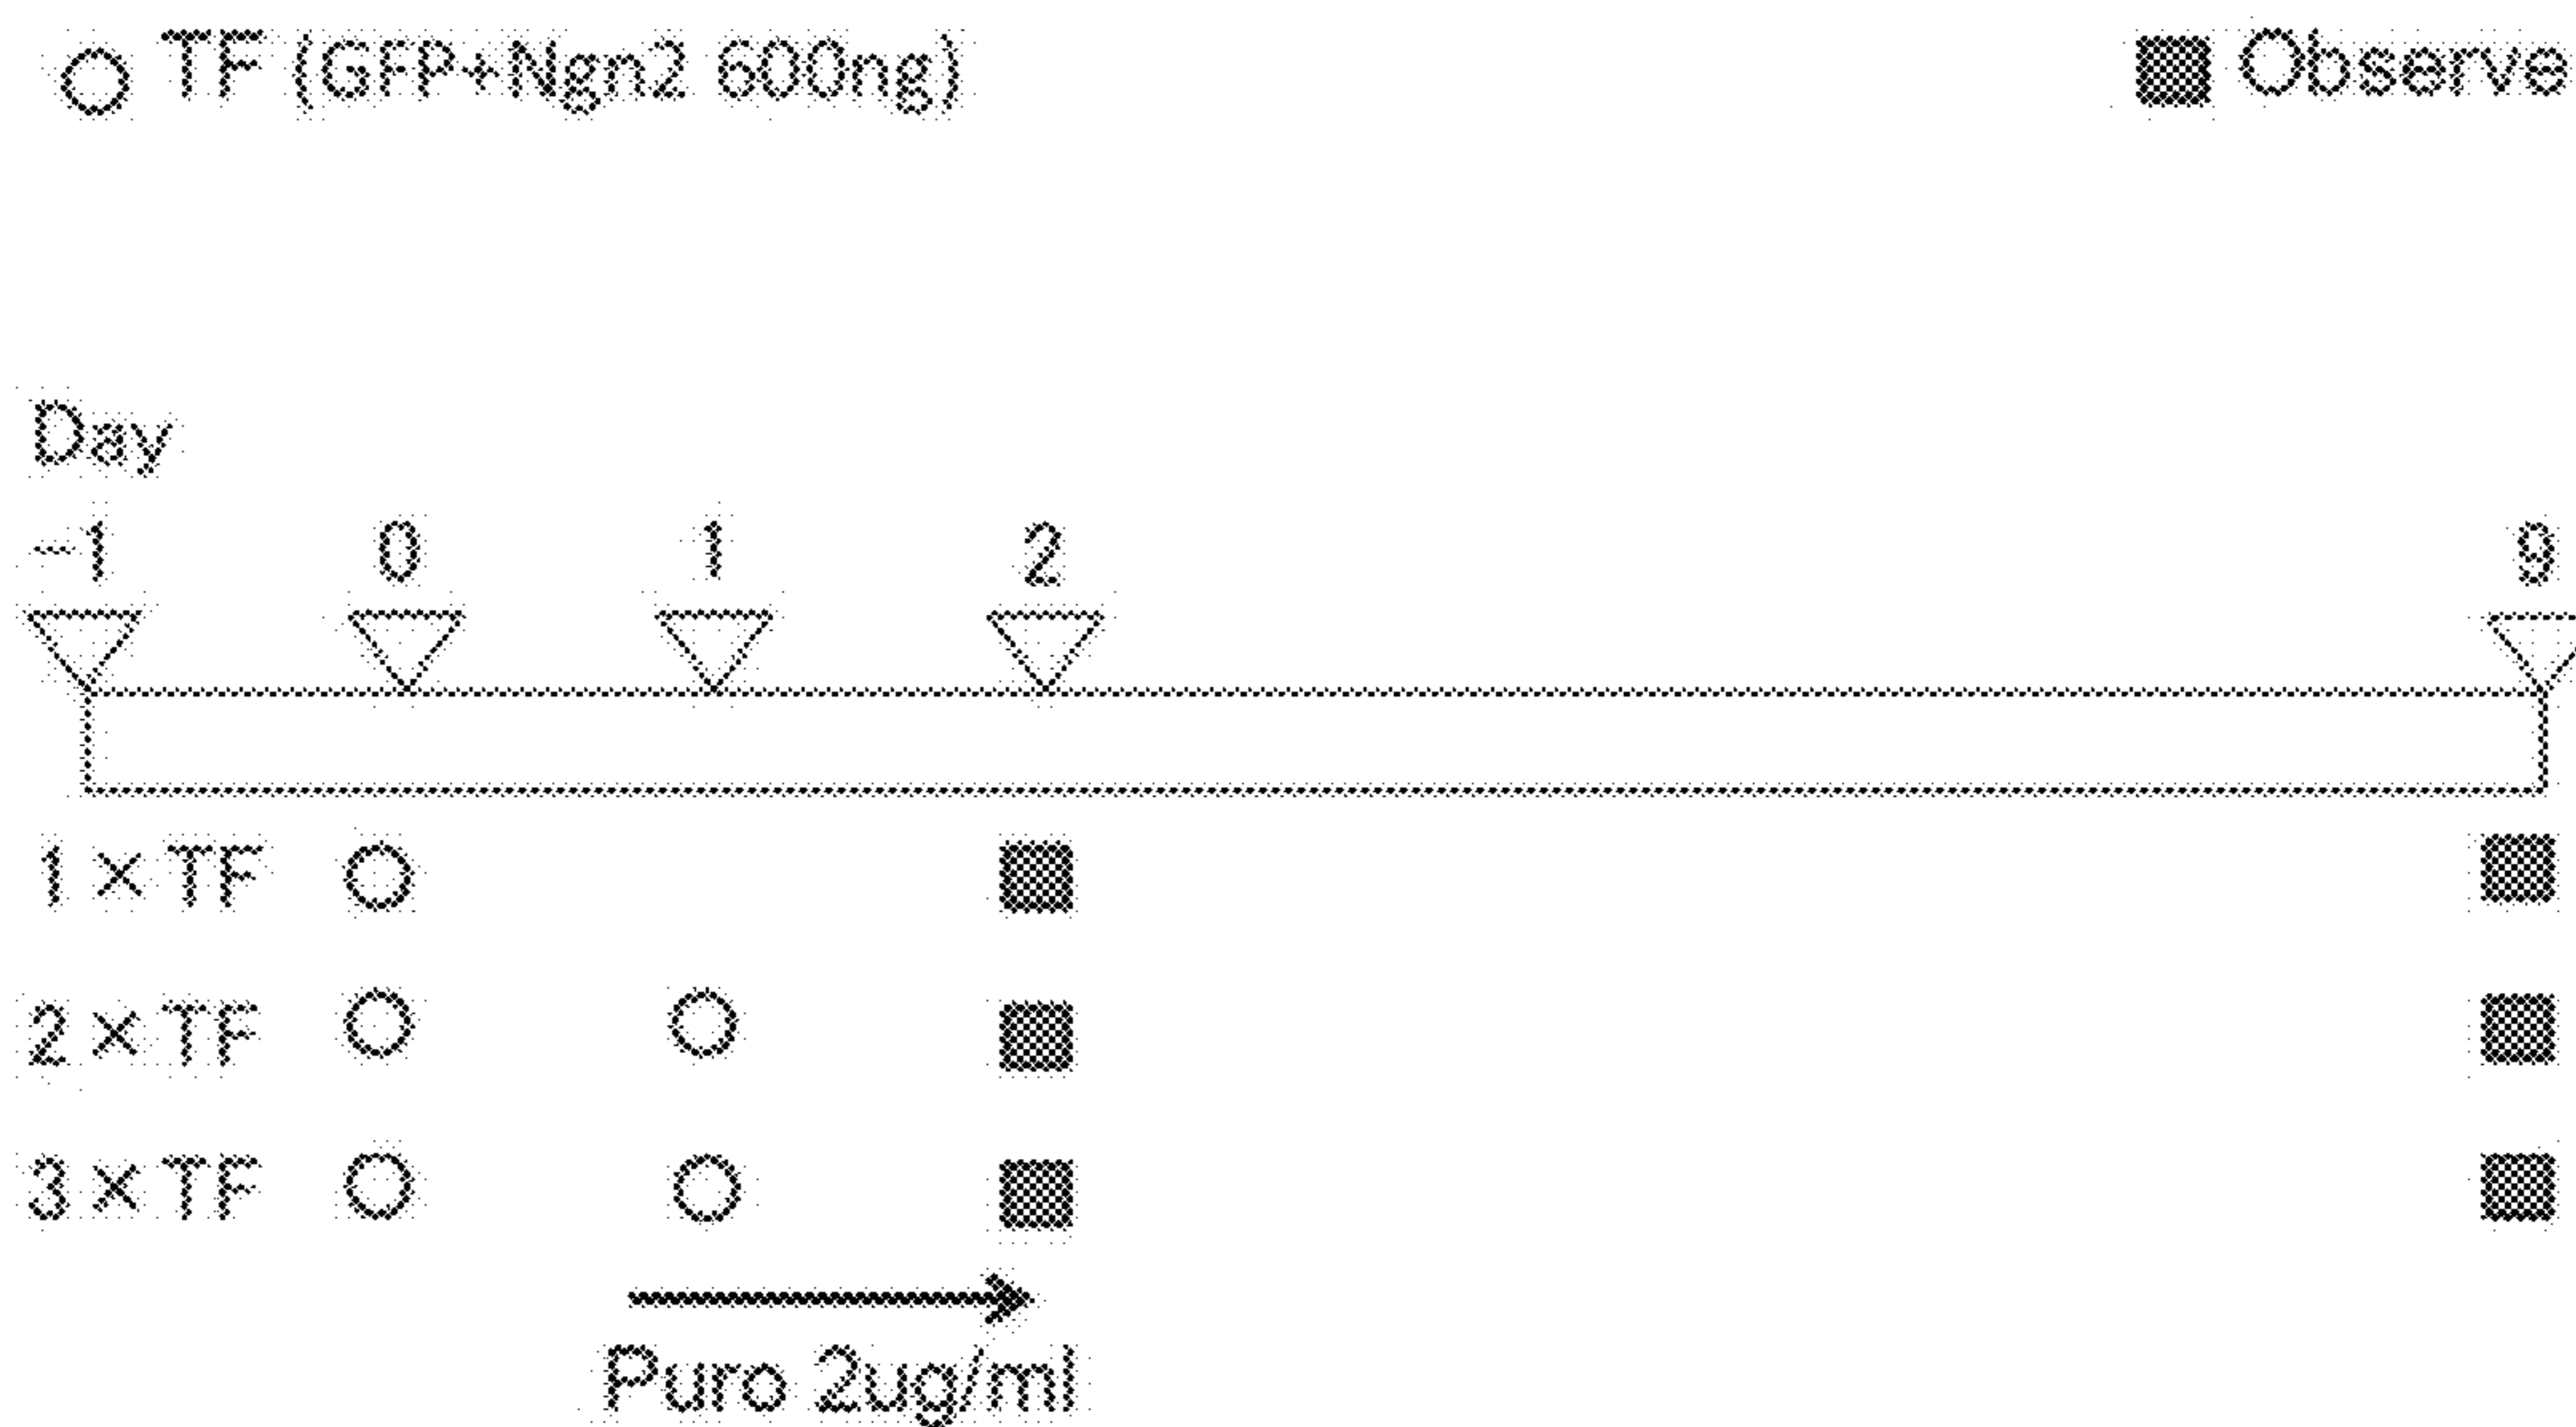 TF (GFP+Ngn2 600ng)
Observe
Day
−1 0 1 2 9
1 × TF
2 × TF
3 × TF
Puro 2ug/ml